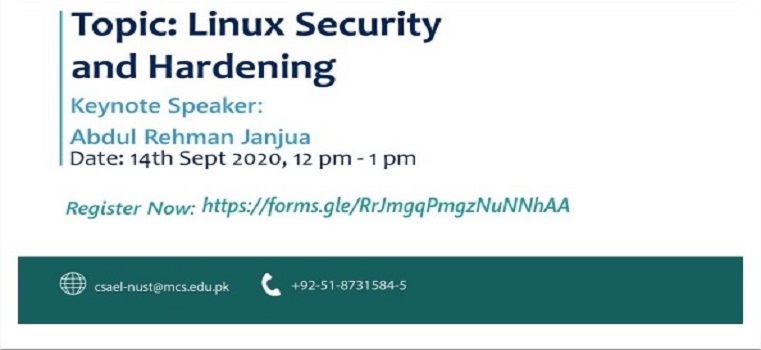 Topic: Linux Security
and Hardening
Keynote Speaker:
Abdul Rehman Janjua
Date: 14th Sept 2020, 12 pm - 1 pm
Register Now: https://forms.gle/RrJmgqPmgzNuNNhAA
csael-nust@mcs.edu.pk +92-51-8731584-5